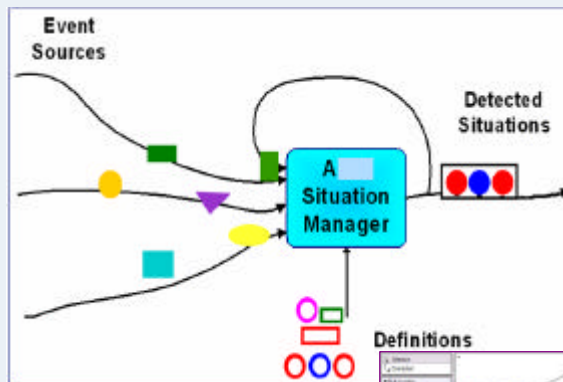 Event
Sources
Detected
Situations
A
Situation
Manager
Definitions